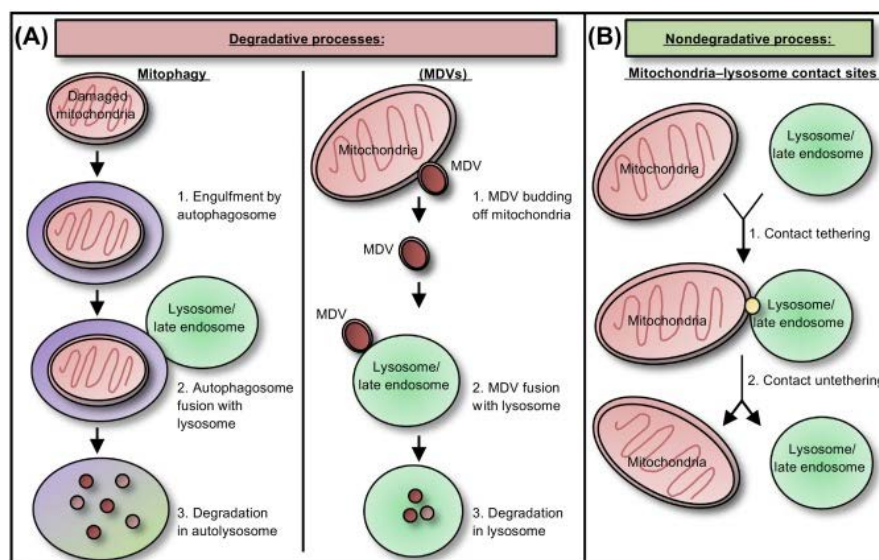 (A)
Degradative processes:
Mitophagy
Damaged
mitochondria
1. Engulfment by
autophagosome
Lysosome/
late endosome
2. Autophagosome
fusion with
lysosome
3. Degradation
in autolysosome
(MDVs)
Mitochondria
MDV
1. MDV budding
off mitochondria
MDV
MDV
Lysosome/
late endosome
2. MDV fusion
with lysosome
3. Degradation
in lysosome
(B)
Nondegradative process:
Mitochondria–lysosome contact sites
Mitochondria
Lysosome/
late endosome
1. Contact tethering
Mitochondria
Lysosome/
late endosome
2. Contact untethering
Mitochondria
Lysosome/
late endosome